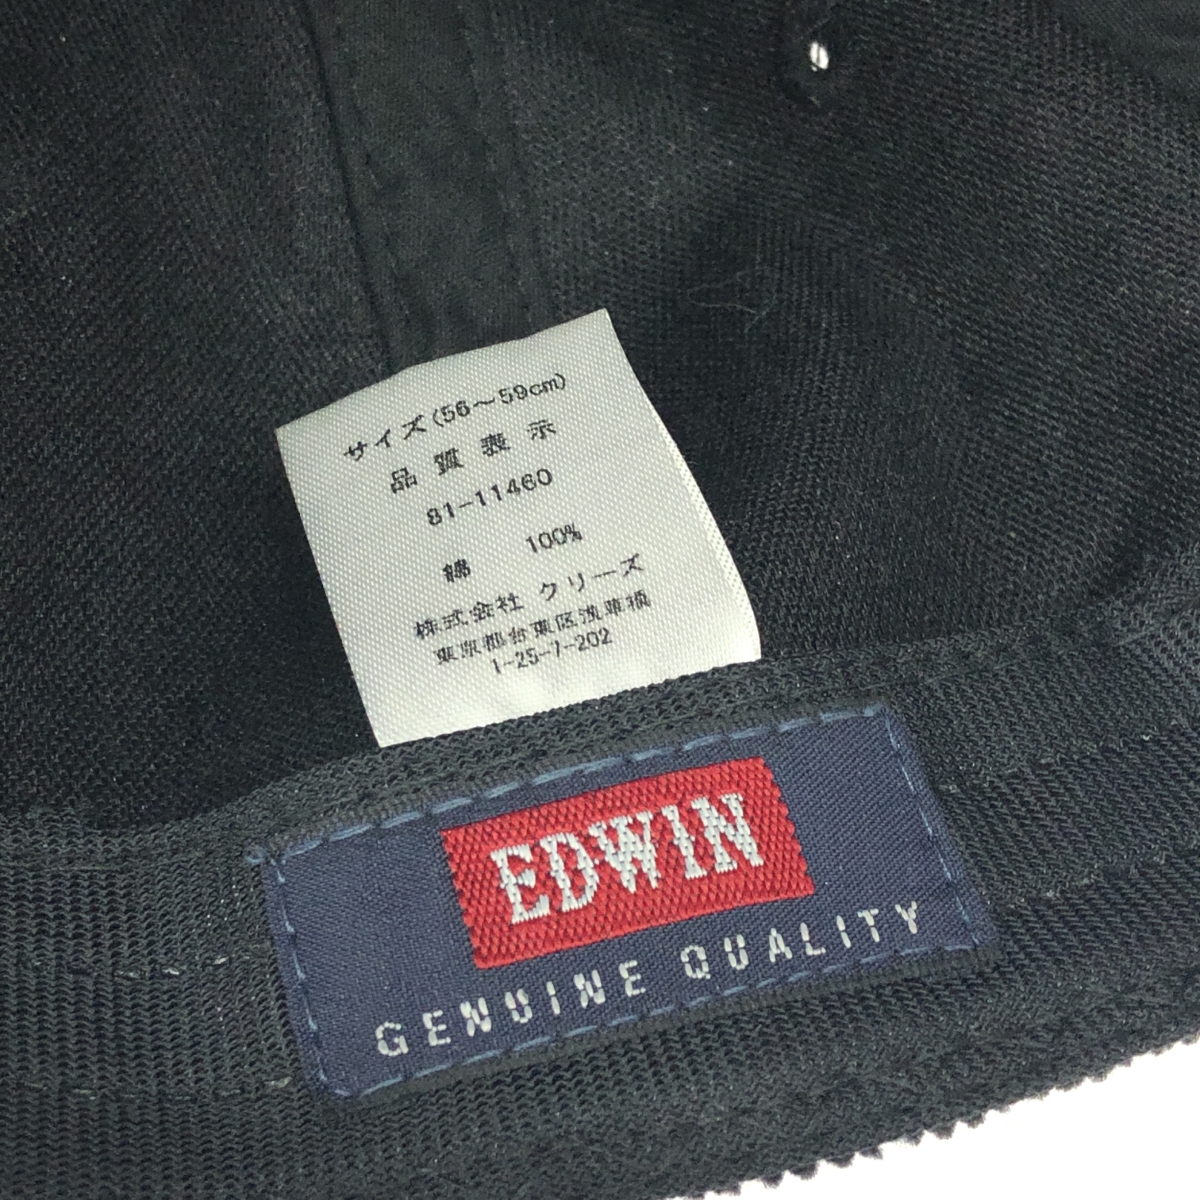 サイズ(56～59cm)
品質表示
81-11460
綿 100%
株式会社 クリーズ
東京都台東区浅草橋
1-25-7-202
EDWIN
GENUINE QUALITY